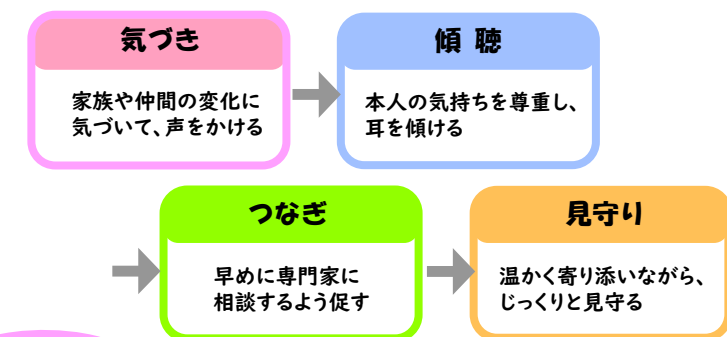 気づき
家族や仲間の変化に
気づいて、声をかける
傾 聴
本人の気持ちを尊重し、
耳を傾ける
つなぎ
早めに専門家に
相談するよう促す
見守り
温かく寄り添いながら、
じっくりと見守る